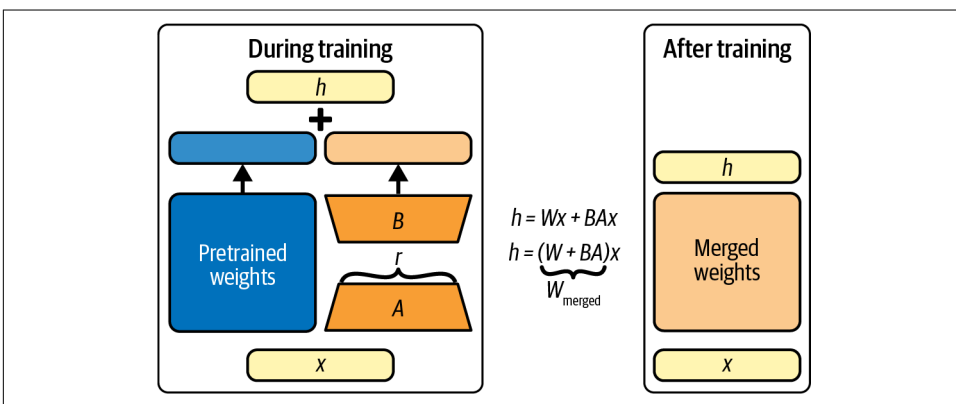 During training
h
+
Pretrained
weights
B
r
A
x
h = Wx + BAx
h = (W + BA)x
W merged
After training
h
Merged
weights
x